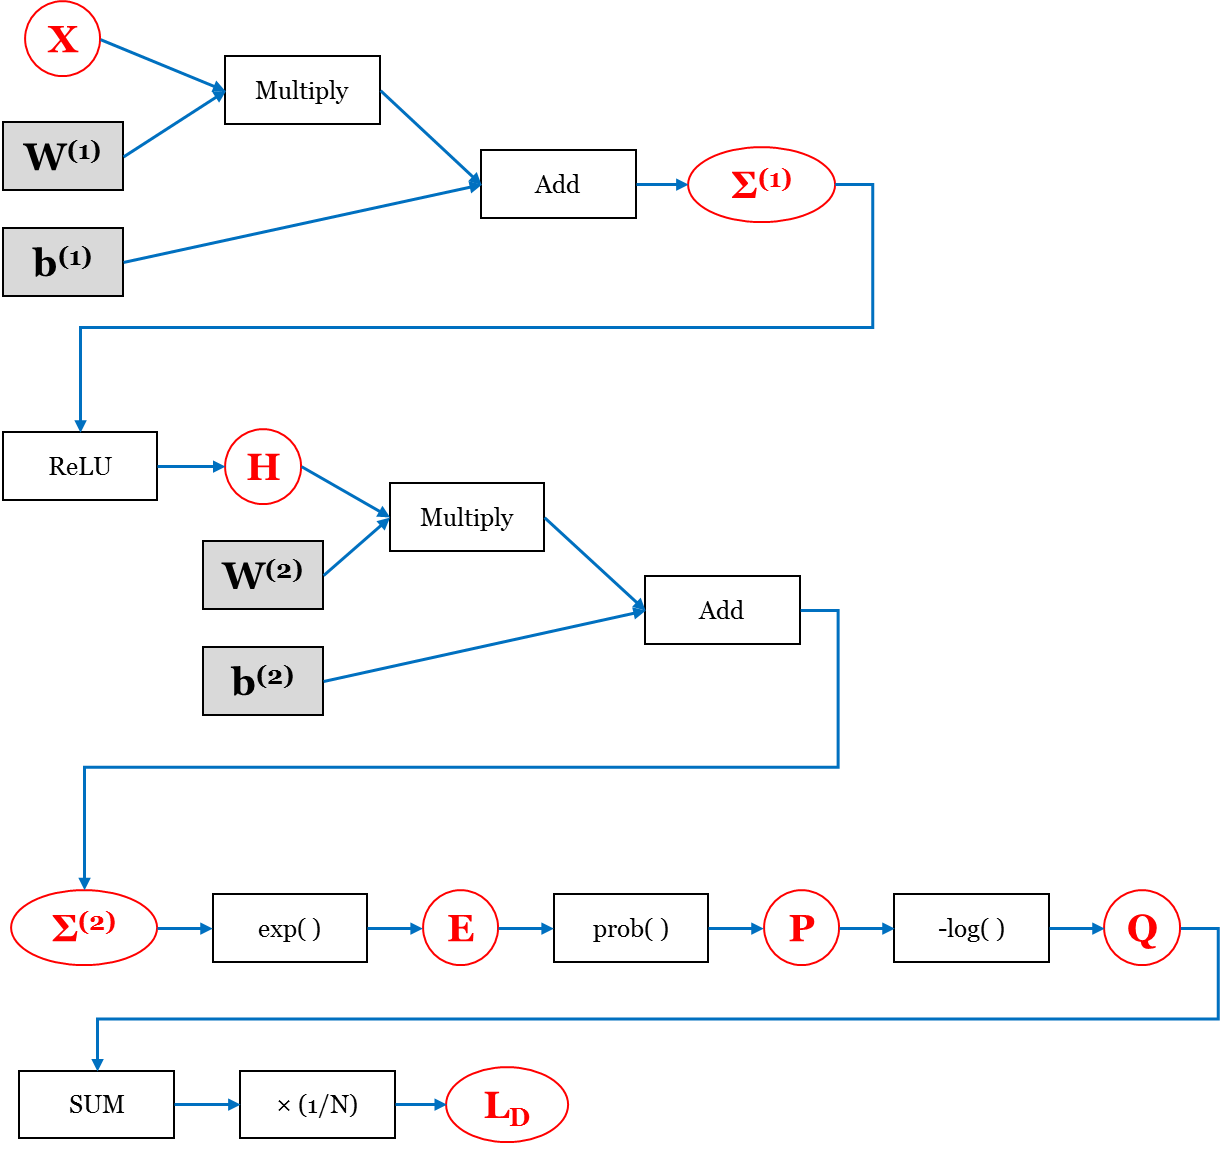 X
Multiply
W(1)
Add
Σ(1)
b(1)
ReLU
H
Multiply
W(2)
Add
b(2)
Σ(2)
exp( )
E
prob( )
P
-log( )
Q
SUM
× (1/N)
LD